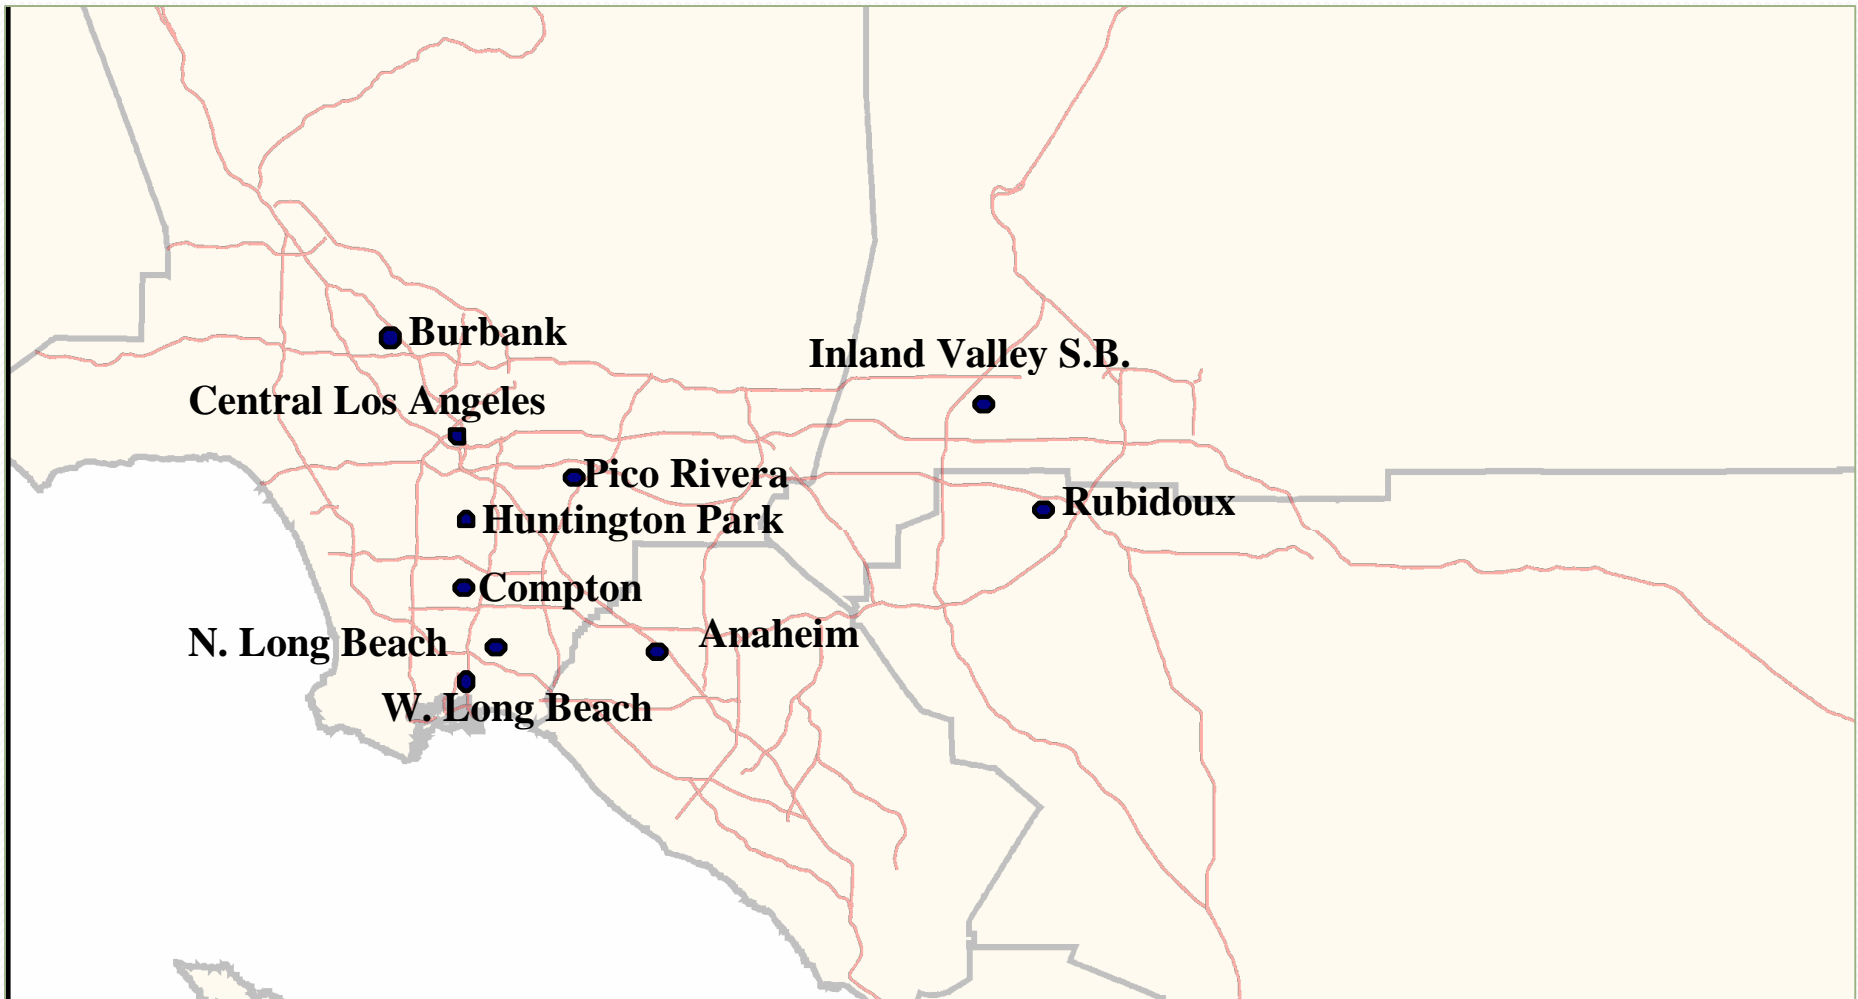 Burbank
Inland Valley S.B.
Central Los Angeles
Pico Rivera
Rubidoux
Huntington Park
Compton
Anaheim
N. Long Beach
W. Long Beach